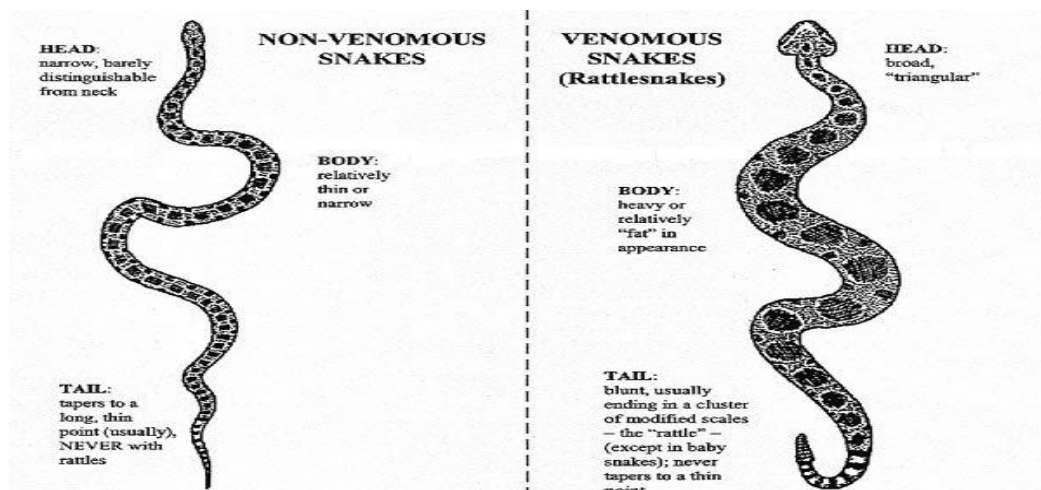 NON-VENOMOUS
SNAKES
HEAD:
narrow, barely
distinguishable
from neck
BODY:
relatively
thin or
narrow
TAIL:
tapers to a
long, thin
point (usually),
NEVER with
rattles
VENOMOUS
SNAKES
(Rattlesnakes)
HEAD:
broad,
“triangular”
BODY:
heavy or
relatively
“fat” in
appearance
TAIL:
blunt, usually
ending in a cluster
of modified scales
– the “rattle” –
(except in baby
snakes); never
tapers to a thin